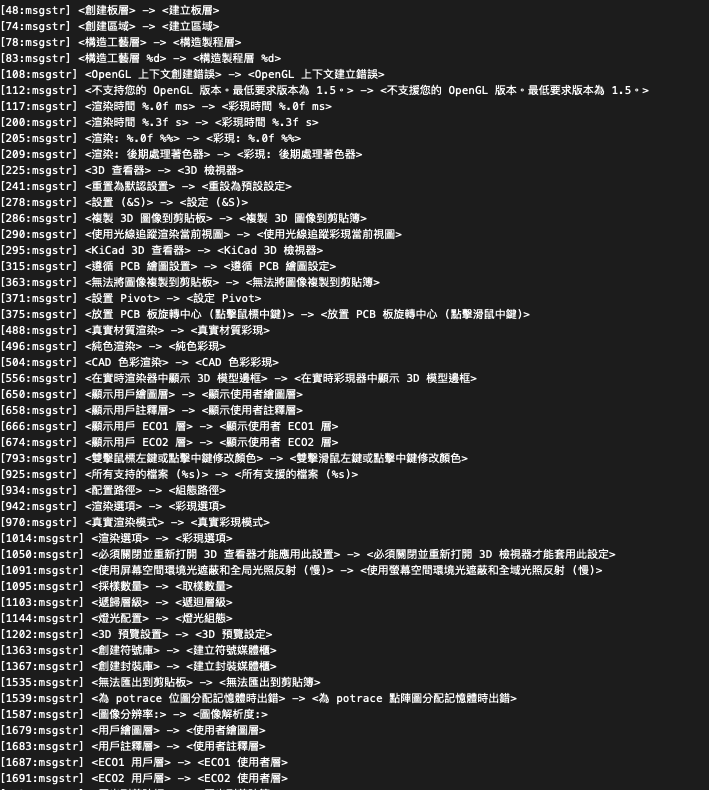 [48:msgstr] <創建板層> —> <建立板層>
[74:msgstr] <創建區域> —> <建立區域>
[78:msgstr] <構造工藝層> —> <構造製程層>
[83:msgstr] <構造工藝層 %d> —> <構造製程層 %d>
[108:msgstr] <OpenGL 上下文創建錯誤> —> <OpenGL 上下文建立錯誤>
[112:msgstr] <不支持您的 OpenGL 版本。最低要求版本為 1.5。> —> <不支援您的 OpenGL 版本。最低要求版本為 1.5。>
[117:msgstr] <渲染時間 %.0f ms> —> <彩現時間 %.0f ms>
[200:msgstr] <渲染時間 %.3f s> —> <彩現時間 %.3f s>
[205:msgstr] <渲染: %.0f %%> —> <彩現: %.0f %%>
[209:msgstr] <渲染: 後期處理著色器> —> <彩現: 後期處理著色器>
[225:msgstr] <3D 查看器> —> <3D 檢視器>
[241:msgstr] <重置為默認設置> —> <重設為預設設定>
[278:msgstr] <設置 (&S)> —> <設定 (&S)>
[286:msgstr] <複製 3D 圖像到剪貼板> —> <複製 3D 圖像到剪貼簿>
[290:msgstr] <使用光線追蹤渲染當前視圖> —> <使用光線追蹤彩現當前視圖>
[295:msgstr] <KiCad 3D 查看器> —> <KiCad 3D 檢視器>
[315:msgstr] <遵循 PCB 繪圖設置> —> <遵循 PCB 繪圖設定>
[363:msgstr] <無法將圖像複製到剪貼板> —> <無法將圖像複製到剪貼簿>
[371:msgstr] <設置 Pivot> —> <設定 Pivot>
[375:msgstr] <放置 PCB 板旋轉中心 (點擊鼠標中鍵)> —> <放置 PCB 板旋轉中心 (點擊滑鼠中鍵)>
[488:msgstr] <真實材質渲染> —> <真實材質彩現>
[496:msgstr] <純色渲染> —> <純色彩現>
[504:msgstr] <CAD 色彩渲染> —> <CAD 色彩彩現>
[556:msgstr] <在實時渲染器中顯示 3D 模型邊框> —> <在實時彩現器中顯示 3D 模型邊框>
[650:msgstr] <顯示用戶繪圖層> —> <顯示使用者繪圖層>
[658:msgstr] <顯示用戶註釋層> —> <顯示使用者註釋層>
[666:msgstr] <顯示用戶 ECO1 層> —> <顯示使用者 ECO1 層>
[674:msgstr] <顯示用戶 ECO2 層> —> <顯示使用者 ECO2 層>
[793:msgstr] <雙擊鼠標左鍵或點擊中鍵修改顏色> —> <雙擊滑鼠左鍵或點擊中鍵修改顏色>
[925:msgstr] <所有支持的檔案 (%s)> —> <所有支援的檔案 (%s)>
[934:msgstr] <配置路徑> —> <組態路徑>
[942:msgstr] <渲染選項> —> <彩現選項>
[970:msgstr] <真實渲染模式> —> <真實彩現模式>
[1014:msgstr] <渲染選項> —> <彩現選項>
[1050:msgstr] <必須關閉並重新打開 3D 查看器才能應用此設置> —> <必須關閉並重新打開 3D 檢視器才能套用此設定>
[1091:msgstr] <使用屏幕空間環境光遮蔽和全局光照反射 (慢)> —> <使用螢幕空間環境光遮蔽和全域光照反射 (慢)>
[1095:msgstr] <採樣數量> —> <取樣數量>
[1103:msgstr] <遞歸層級> —> <遞迴層級>
[1144:msgstr] <燈光配置> —> <燈光組態>
[1202:msgstr] <3D 預覽設置> —> <3D 預覽設定>
[1363:msgstr] <創建符號庫> —> <建立符號媒體櫃>
[1367:msgstr] <創建封裝庫> —> <建立封裝媒體櫃>
[1535:msgstr] <無法匯出到剪貼板> —> <無法匯出到剪貼簿>
[1539:msgstr] <為 potrace 位圖分配記憶體時出錯> —> <為 potrace 點陣圖分配記憶體時出錯>
[1587:msgstr] <圖像分辨率:> —> <圖像解析度:>
[1679:msgstr] <用戶繪圖層> —> <使用者繪圖層>
[1683:msgstr] <用戶註釋層> —> <使用者註釋層>
[1687:msgstr] <ECO1 用戶層> —> <ECO1 使用者層>
[1691:msgstr] <ECO2 用戶層> —> <ECO2 使用者層>